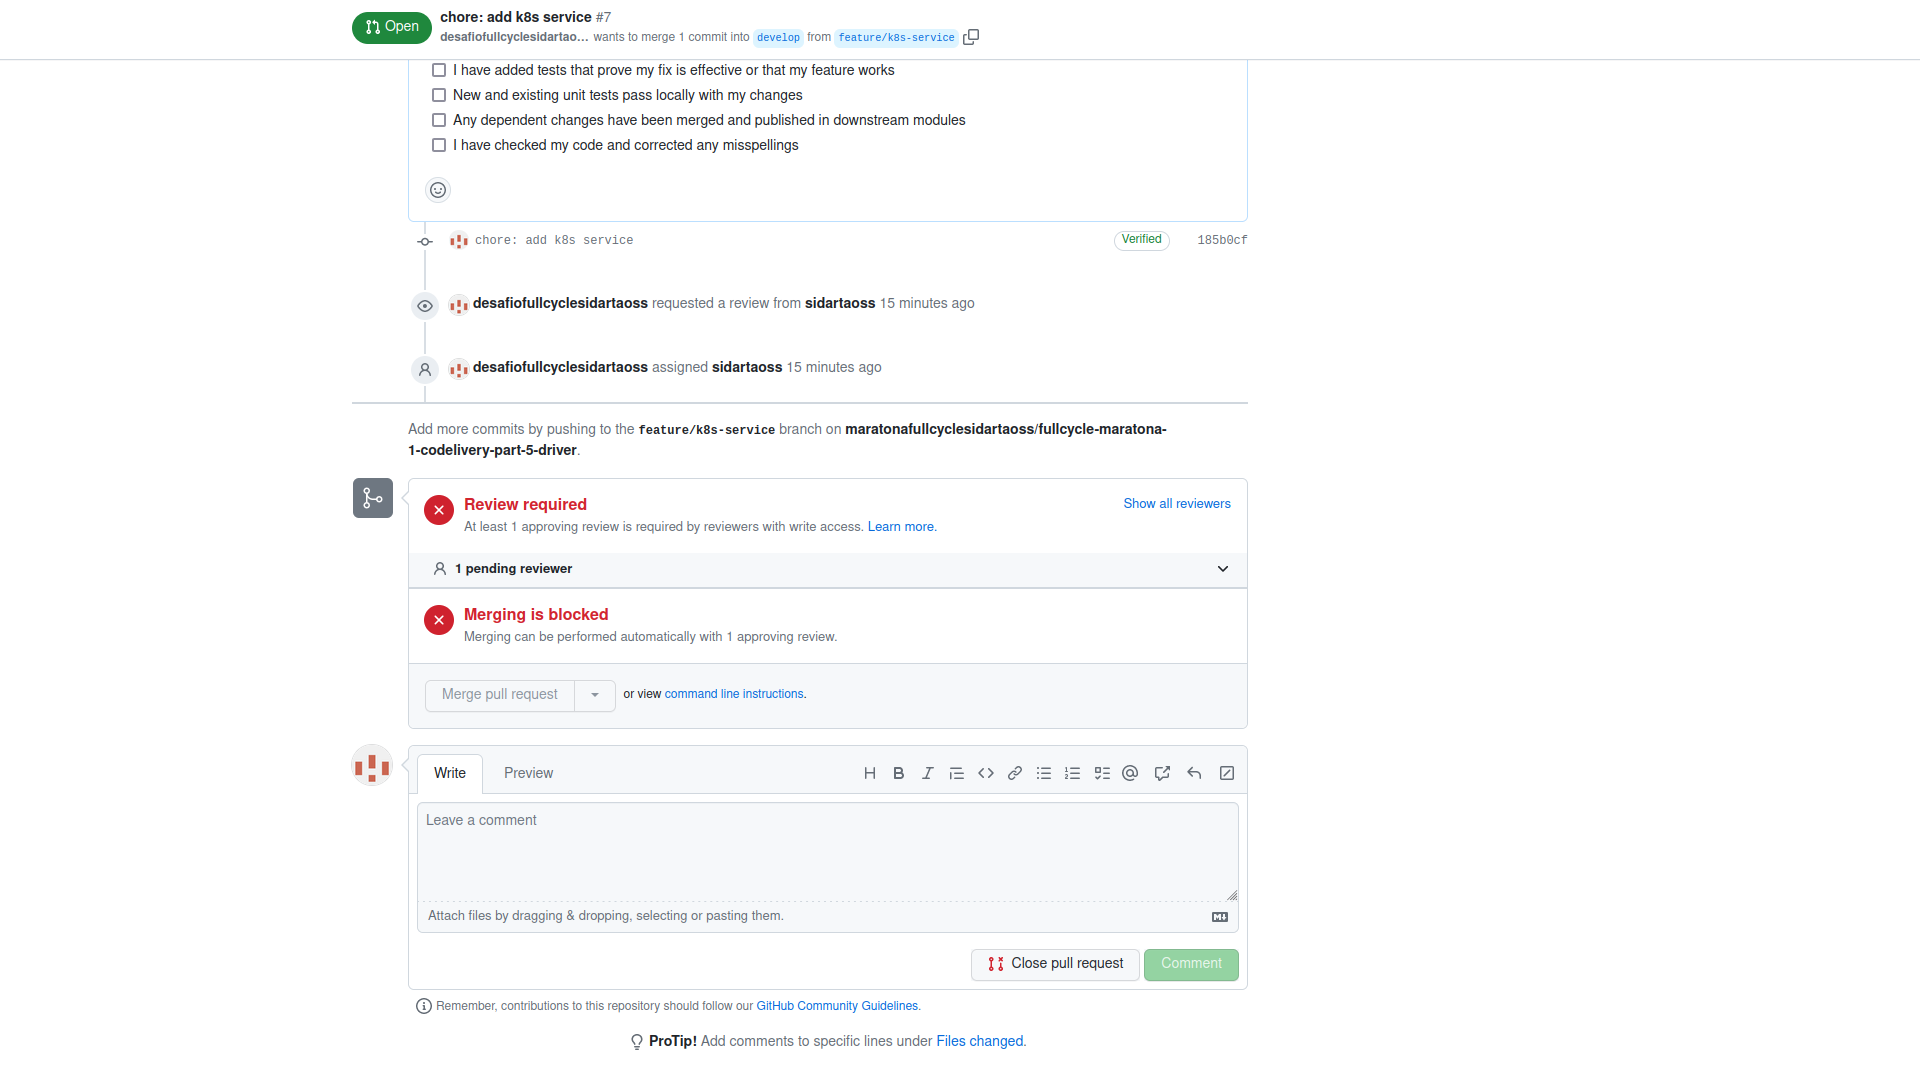 Open
chore: add k8s service #7
desafiofullcyclesidartao... wants to merge 1 commit into develop from feature/k8s-service
I have added tests that prove my fix is effective or that my feature works
New and existing unit tests pass locally with my changes
Any dependent changes have been merged and published in downstream modules
I have checked my code and corrected any misspellings
chore: add k8s service Verified 185b0cf
desafiofullcyclesidartaoss requested a review from sidartaoss 15 minutes ago
desafiofullcyclesidartaoss assigned sidartaoss 15 minutes ago
Add more commits by pushing to the feature/k8s-service branch on maratonafullcyclesidartaoss/fullcycle-maratona-
1-codelivery-part-5-driver.
Review required Show all reviewers
At least 1 approving review is required by reviewers with write access. Learn more.
1 pending reviewer
Merging is blocked
Merging can be performed automatically with 1 approving review.
Merge pull request or view command line instructions.
Write Preview
Leave a comment
Attach files by dragging & dropping, selecting or pasting them.
Close pull request Comment
Remember, contributions to this repository should follow our GitHub Community Guidelines.
ProTip! Add comments to specific lines under Files changed.